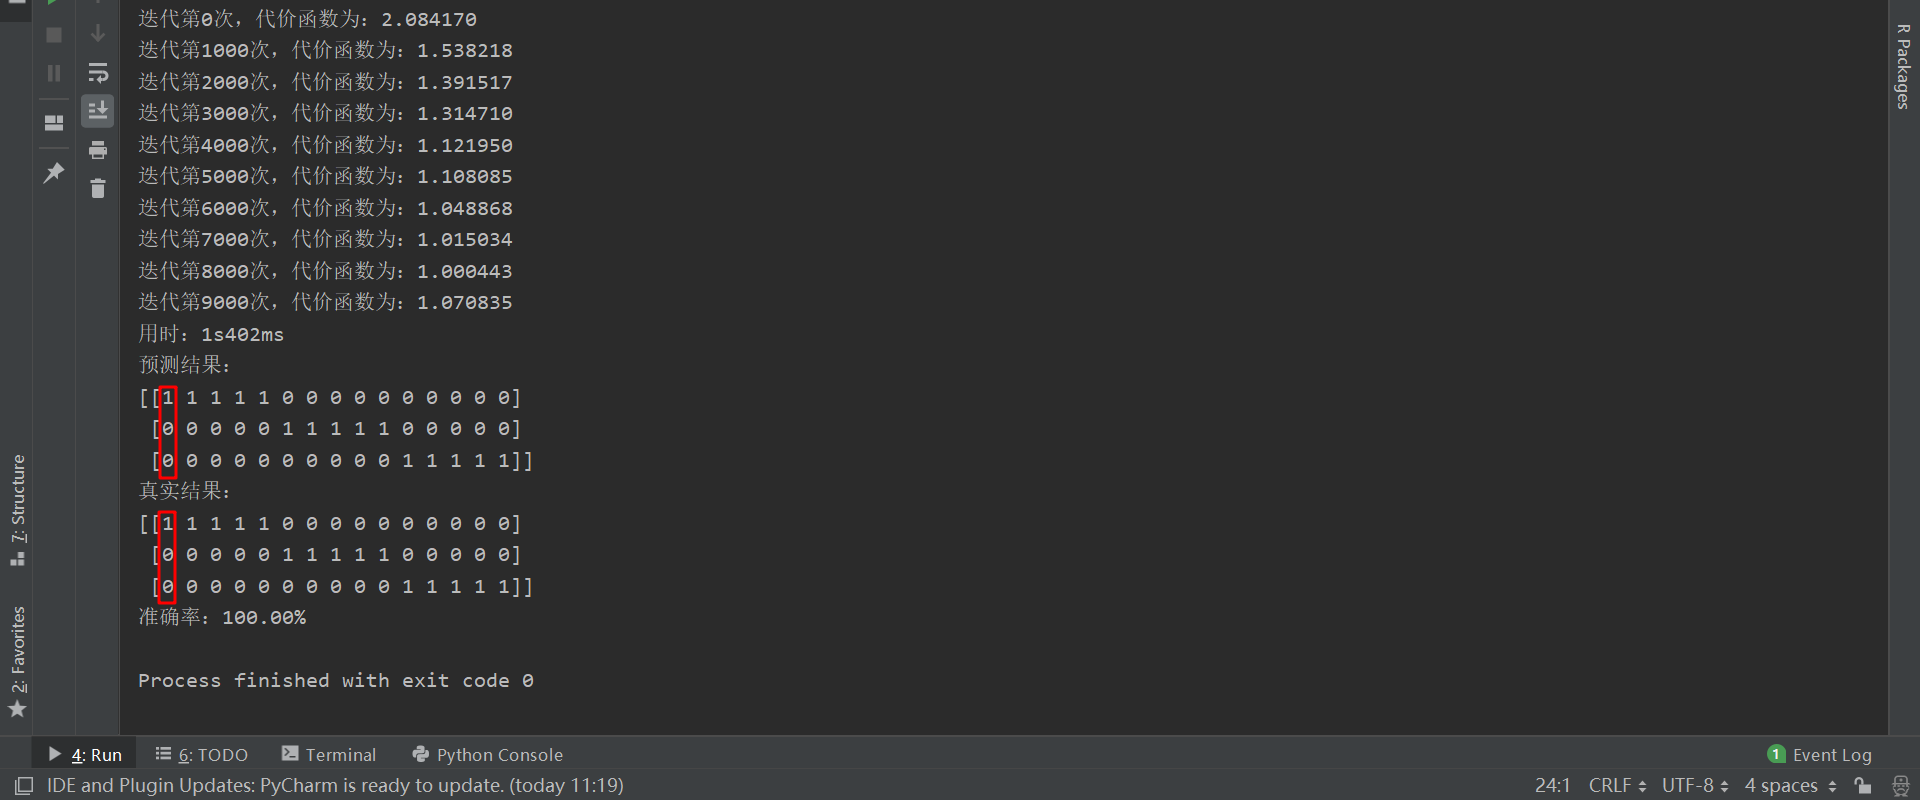 迭代第0次，代价函数为：2.084170
迭代第1000次，代价函数为：1.538218
迭代第2000次，代价函数为：1.391517
迭代第3000次，代价函数为：1.314710
迭代第4000次，代价函数为：1.121950
迭代第5000次，代价函数为：1.108085
迭代第6000次，代价函数为：1.048868
迭代第7000次，代价函数为：1.015034
迭代第8000次，代价函数为：1.000443
迭代第9000次，代价函数为：1.070835
用时：1s402ms
预测结果：
[[1 1 1 1 1 0 0 0 0 0 0 0 0 0 0]
[0 0 0 0 0 1 1 1 1 1 0 0 0 0 0]
[0 0 0 0 0 0 0 0 0 0 1 1 1 1 1]]
真实结果：
[[1 1 1 1 1 0 0 0 0 0 0 0 0 0 0]
[0 0 0 0 0 1 1 1 1 1 0 0 0 0 0]
[0 0 0 0 0 0 0 0 0 0 1 1 1 1 1]]
准确率：100.00%
Process finished with exit code 0
R Packages
7: Structure
2: Favorites
4: Run
6: TODO
Terminal
Python Console
1 Event Log
IDE and Plugin Updates: PyCharm is ready to update. (today 11:19)
24:1 CRLF UTF-8 4 spaces